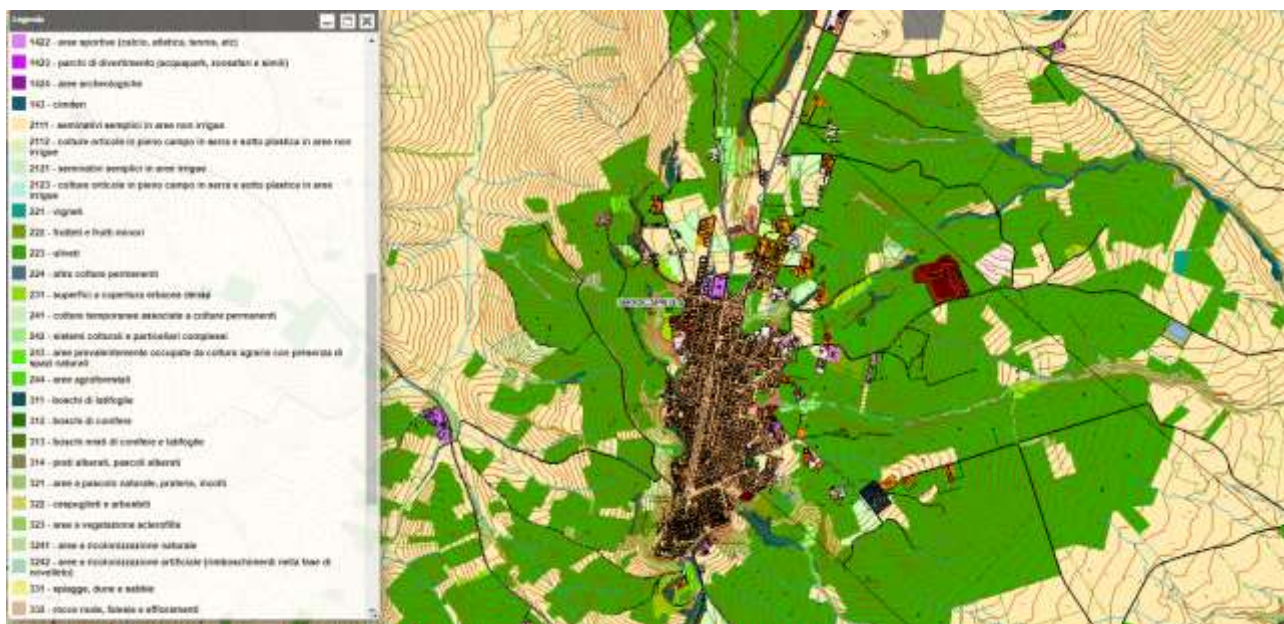 Legenda
1422 - aree sportive (calcio, atletica, tennis, etc)
1423 - parchi di divertimento (acquapark, zoosafari e simili)
1424 - aree archeologiche
143 - cimiteri
2111 - seminativi semplici in aree non irrigue
2112 - colture orticole in pieno campo in serra e sotto plastica in aree non
irrigue
2121 - seminativi semplici in aree irrigue
2123 - colture orticole in pieno campo in serra e sotto plastica in aree
irrigue
221 - vigneti
222 - frutteti e frutti minori
223 - uliveti
224 - altre colture permanenti
231 - superfici a copertura erbacea densa
241 - colture temporanee associate a colture permanenti
242 - sistemi colturali e particellari complessi
243 - aree prevalentemente occupate da coltura agrarie con presenza di
spazi naturali
244 - aree agroforestali
311 - boschi di latifoglie
312 - boschi di conifere
313 - boschi misti di conifere e latifoglie
314 - prati alberati, pascoli alberati
321 - aree a pascolo naturale, praterie, incolti
322 - cespuglieti e arbusteti
323 - aree a vegetazione sclerofilla
3241 - aree a ricolonizzazione naturale
3242 - aree a ricolonizzazione artificiale (rimboschimenti nella fase di
novelleto)
331 - spiagge, dune e sabbie
332 - rocce nude, falesie e affioramenti